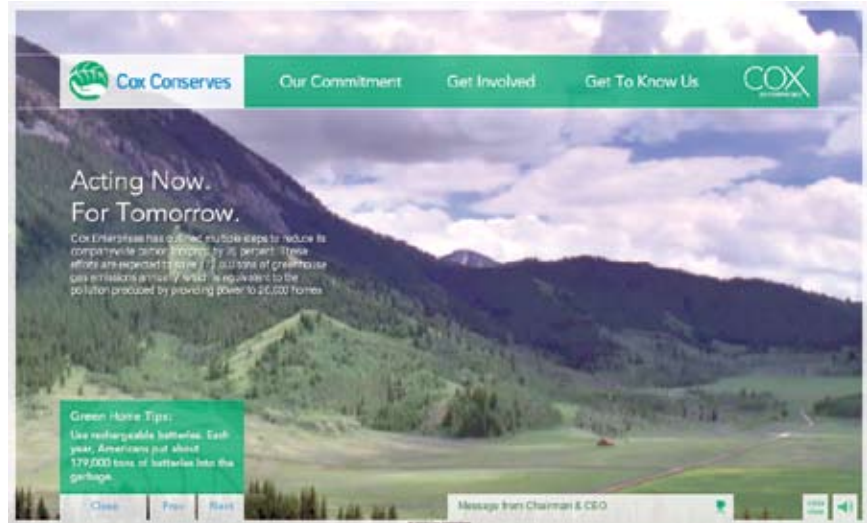 Cox Conserves
Our Commitment
Get Involved
Get To Know Us
COX
Acting Now.
For Tomorrow.
Cox Enterprises has outlined multiple steps to reduce its
companywide carbon footprint by percent. These
efforts are expected to save tons of greenhouse
gas emissions annually, which is equivalent to the
pollution produced by providing power to homes
Green Home Tips:
Use rechargeable batteries. Each
year, Americans put about
179,000 tons of batteries into the
garbage.
Close
Prev
Next
Message from Chairman & CEO